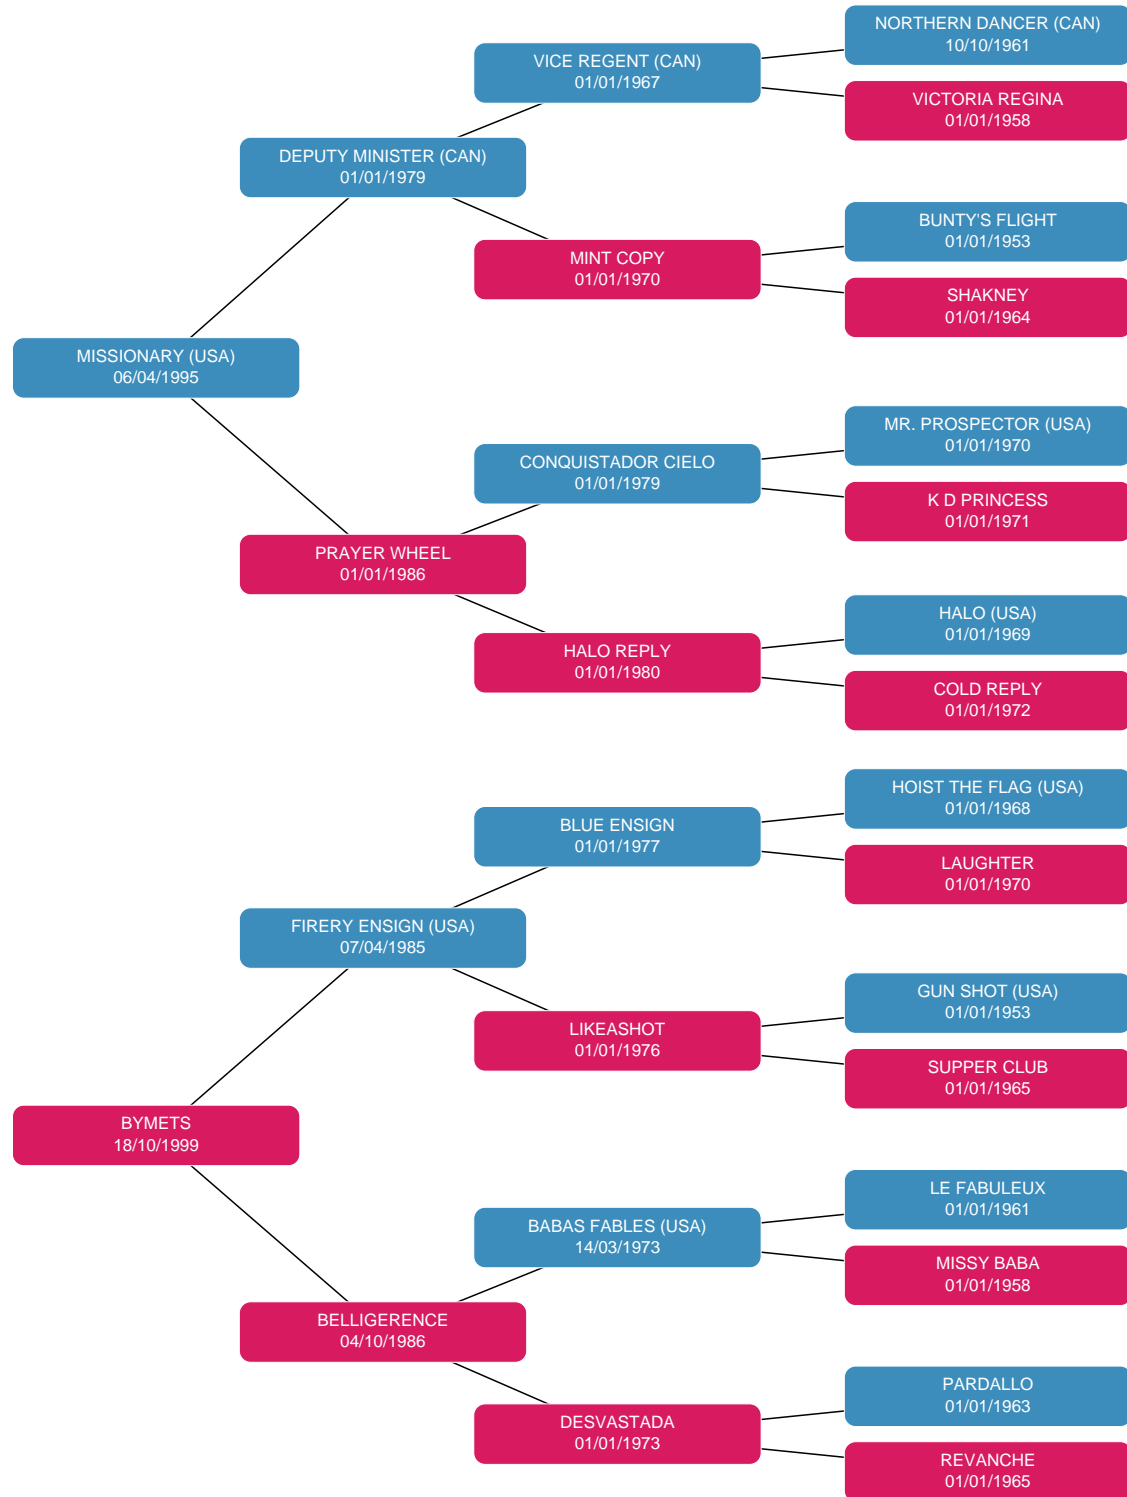 NORTHERN DANCER (CAN)
10/10/1961
VICE REGENT (CAN)
01/01/1967
VICTORIA REGINA
01/01/1958
DEPUTY MINISTER (CAN)
01/01/1979
BUNTY'S FLIGHT
01/01/1953
MINT COPY
01/01/1970
SHAKNEY
01/01/1964
MISSIONARY (USA)
06/04/1995
MR. PROSPECTOR (USA)
01/01/1970
CONQUISTADOR CIELO
01/01/1979
K D PRINCESS
01/01/1971
PRAYER WHEEL
01/01/1986
HALO (USA)
01/01/1969
HALO REPLY
01/01/1980
COLD REPLY
01/01/1972
HOIST THE FLAG (USA)
01/01/1968
BLUE ENSIGN
01/01/1977
LAUGHTER
01/01/1970
FIRERY ENSIGN (USA)
07/04/1985
GUN SHOT (USA)
01/01/1953
LIKEASHOT
01/01/1976
SUPPER CLUB
01/01/1965
BYMETS
18/10/1999
LE FABULEUX
01/01/1961
BABAS FABLES (USA)
14/03/1973
MISSY BABA
01/01/1958
BELLIGERENCE
04/10/1986
PARDALLO
01/01/1963
DESVASTADA
01/01/1973
REVANCHE
01/01/1965